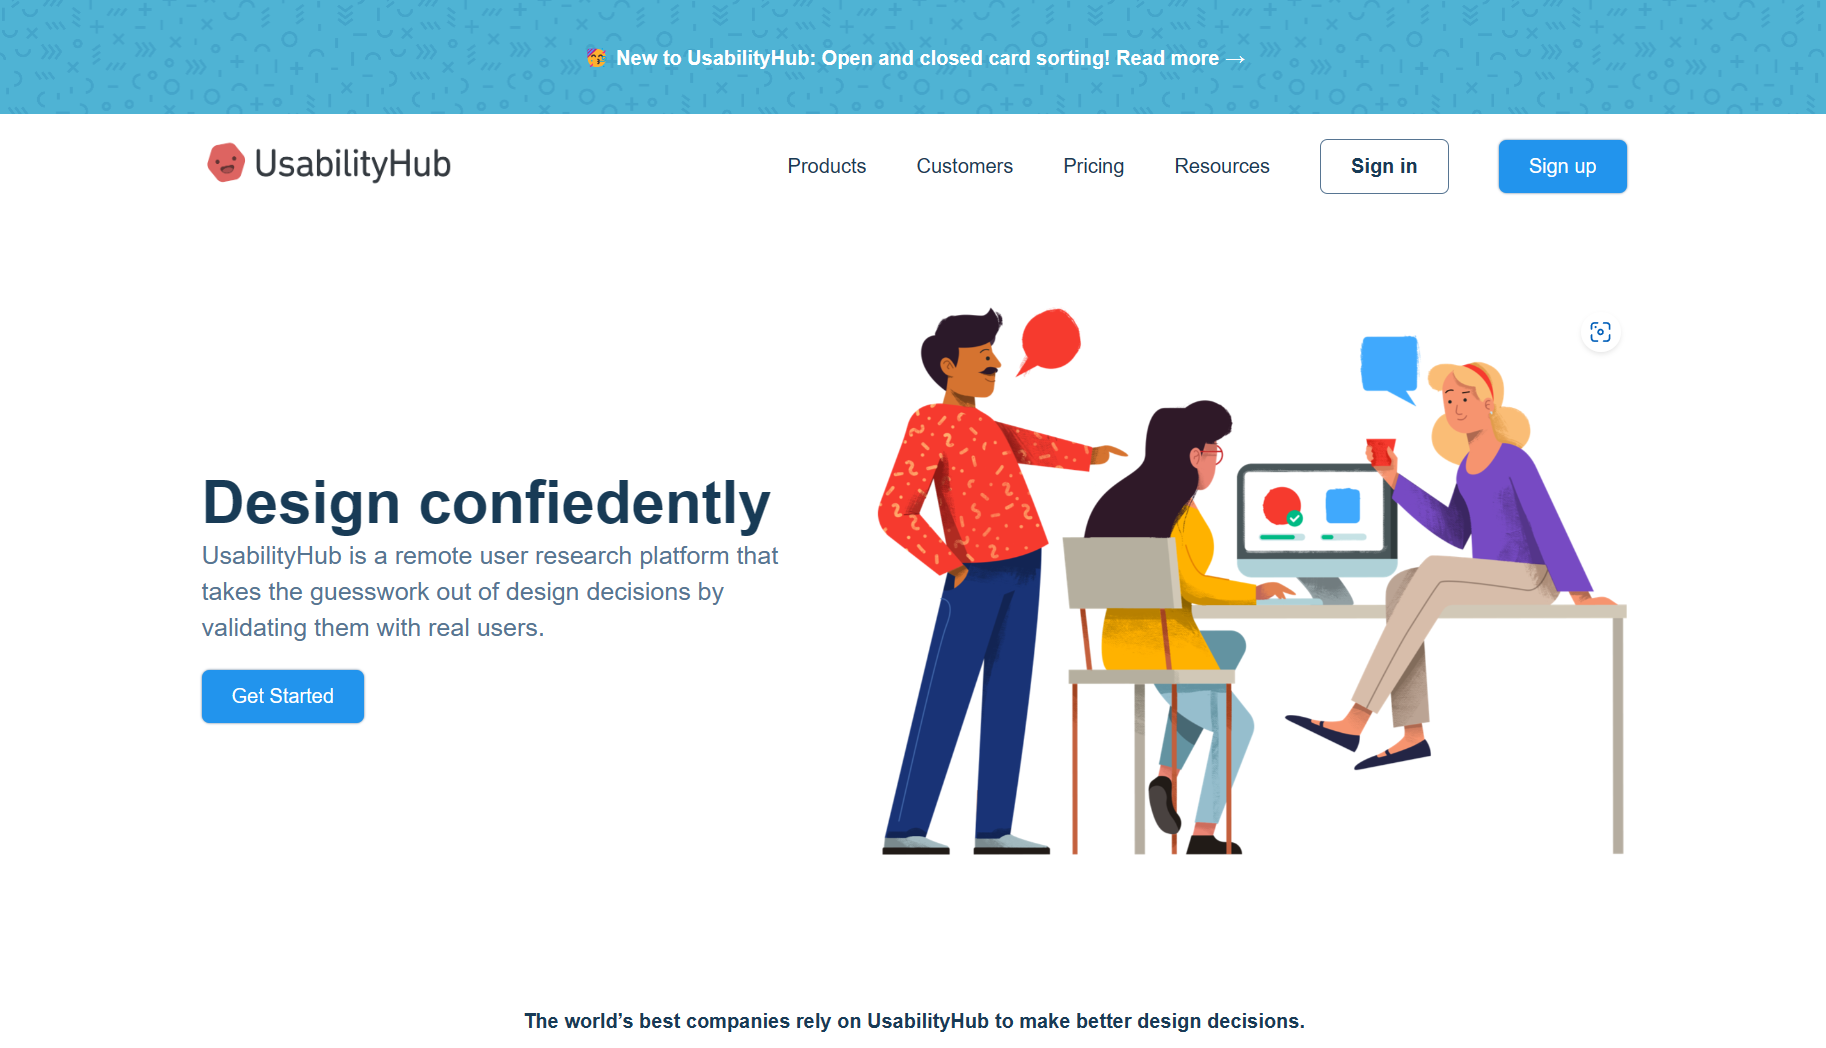 🥳 New to UsabilityHub: Open and closed card sorting! Read more →
UsabilityHub
Products
Customers
Pricing
Resources
Sign in
Sign up
Design confiedently
UsabilityHub is a remote user research platform that
takes the guesswork out of design decisions by
validating them with real users.
Get Started
The world’s best companies rely on UsabilityHub to make better design decisions.